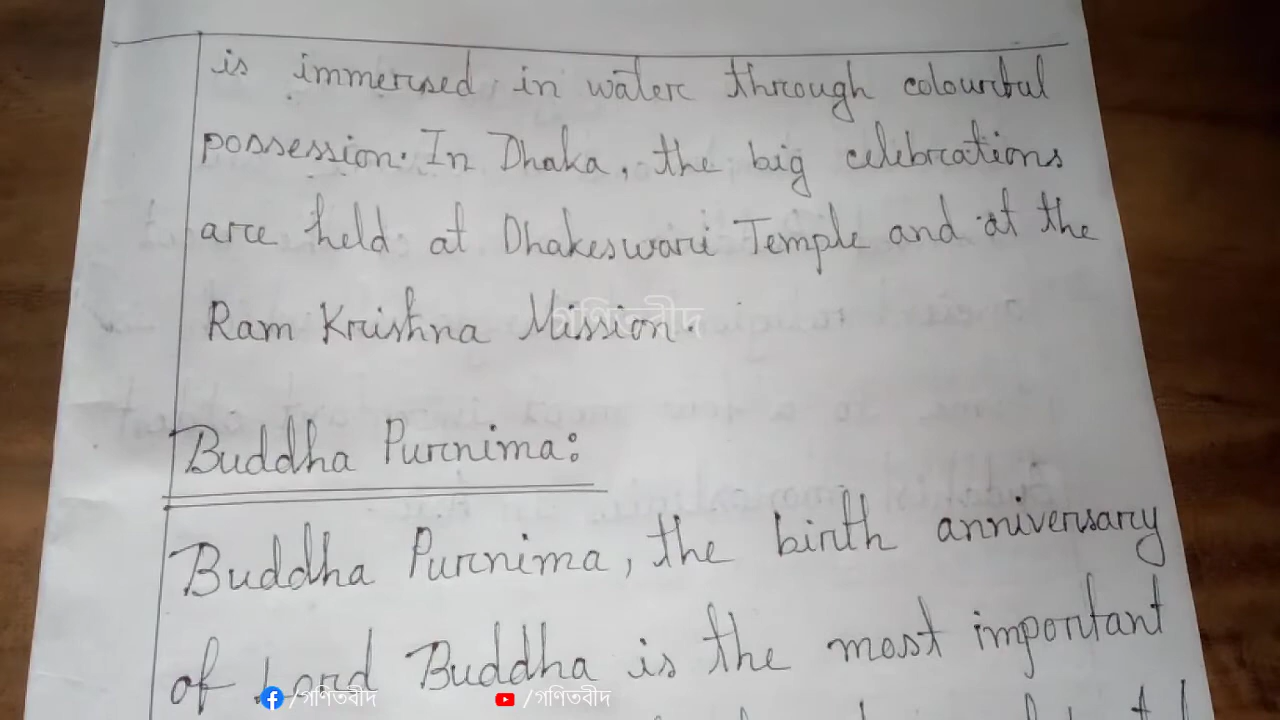 is immersed in water through colourful
possession. In Dhaka, the big celebrations
are held at Dhakeswari Temple and at the
Ram Krishna Mission.
গণিতবীদ
Buddha Purnima:
Buddha Purnima, the birth anniversary
of Lord Buddha is the most important
/গণিতবীদ /গণিতবীদ